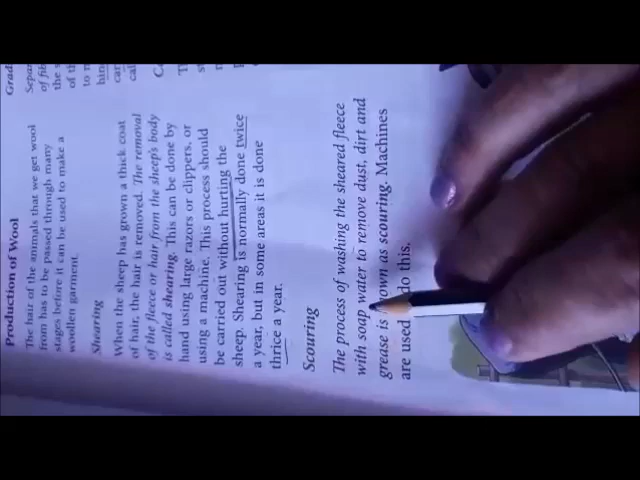 Production of Wool
The hair of the animals that we get wool
from has to be passed through many
stages before it can be used to make a
woollen garment.
Shearing
When the sheep has grown a thick coat
of hair, the hair is removed. The removal
of the fleece or hair from the sheep's body
is called shearing. This can be done by
hand using large razors or clippers, or
using a machine. This process should
be carried out without hurting the
sheep. Shearing is normally done twice
a year, but in some areas it is done
thrice a year.
Scouring
The process of washing the sheared fleece
with soap water to remove dust, dirt and
grease is as scouring. Machines
are used do this.
Separ
of fib
the s
of th
to